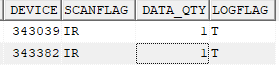 DEVICE SCANFLAG DATA_QTY LOGFLAG
343039 IR 1 T
343382 IR 1 T